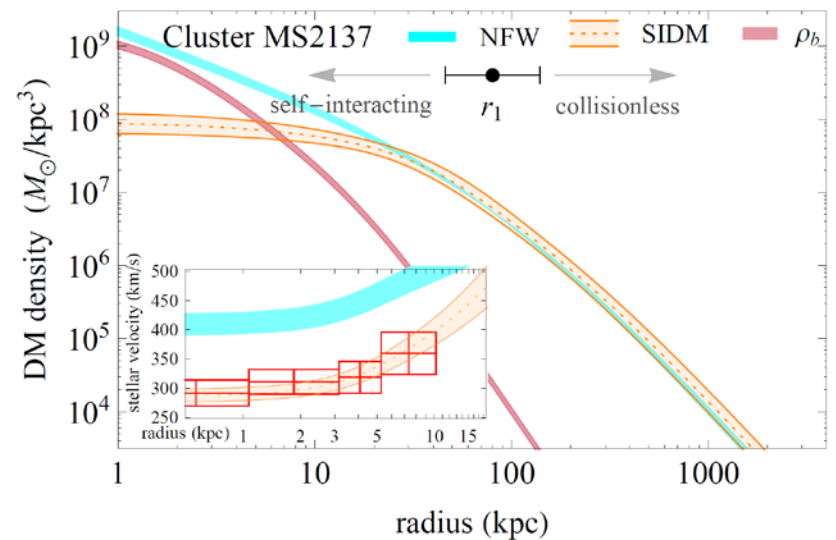 Cluster MS2137 NFW SIDM ρ_b
self-interacting r₁ collisionless
DM density (M⊙/kpc³)
10⁹
10⁸
10⁷
10⁶
10⁵
10⁴
stellar velocity (km/s)
500
450
400
350
300
250
radius (kpc) 1 2 3 5 10 15
1 10 100 1000
radius (kpc)